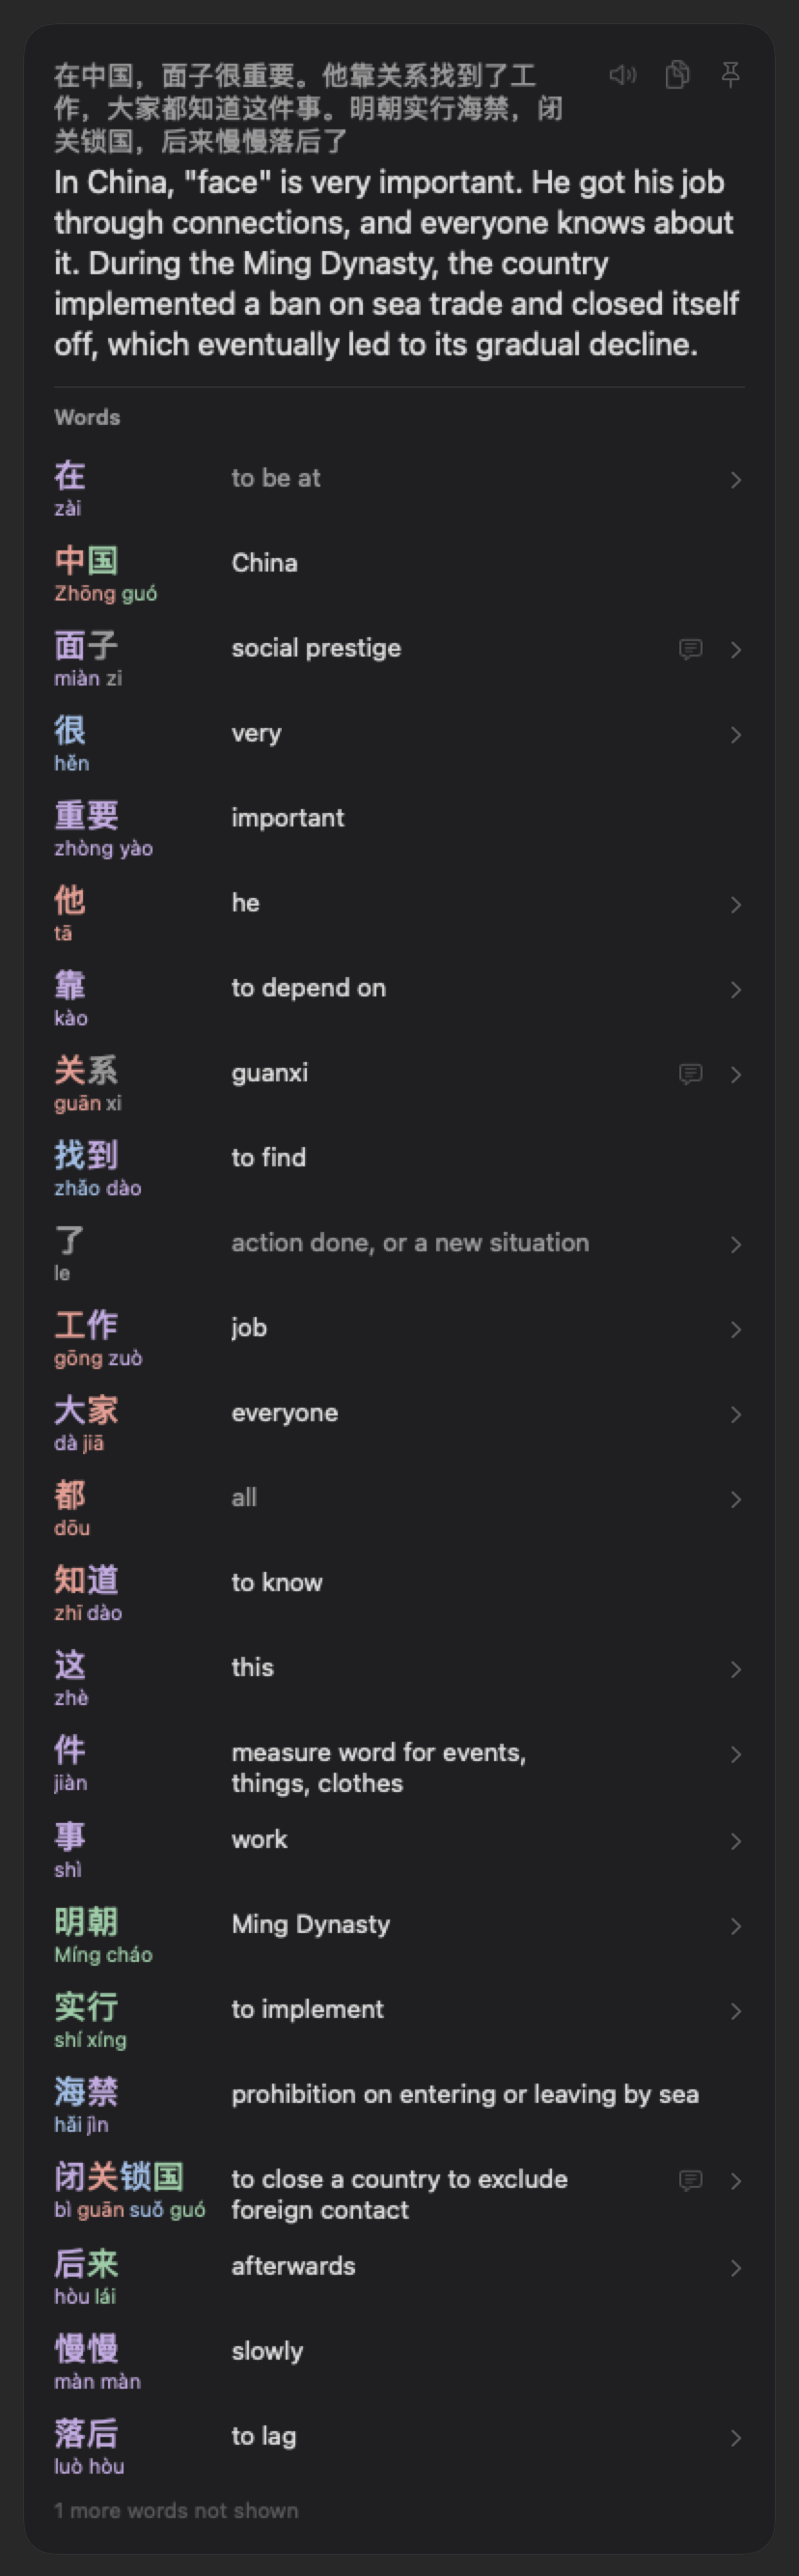 在中国，面子很重要。他靠关系找到了工
作，大家都知道这件事。明朝实行海禁，闭
关锁国，后来慢慢落后了
In China, "face" is very important. He got his job
through connections, and everyone knows about
it. During the Ming Dynasty, the country
implemented a ban on sea trade and closed itself
off, which eventually led to its gradual decline.
Words
在 to be at
zài
中国 China
Zhōng guó
面子 social prestige
miàn zi
很 very
hěn
重要 important
zhòng yào
他 he
tā
靠 to depend on
kào
关系 guanxi
guān xi
找到 to find
zhǎo dào
了 action done, or a new situation
le
工作 job
gōng zuò
大家 everyone
dà jiā
都 all
dōu
知道 to know
zhī dào
这 this
zhè
件 measure word for events,
jiàn things, clothes
事 work
shì
明朝 Ming Dynasty
Míng cháo
实行 to implement
shí xíng
海禁 prohibition on entering or leaving by sea
hǎi jìn
闭关锁国 to close a country to exclude
bì guān suǒ guó foreign contact
后来 afterwards
hòu lái
慢慢 slowly
màn màn
落后 to lag
luò hòu
1 more words not shown